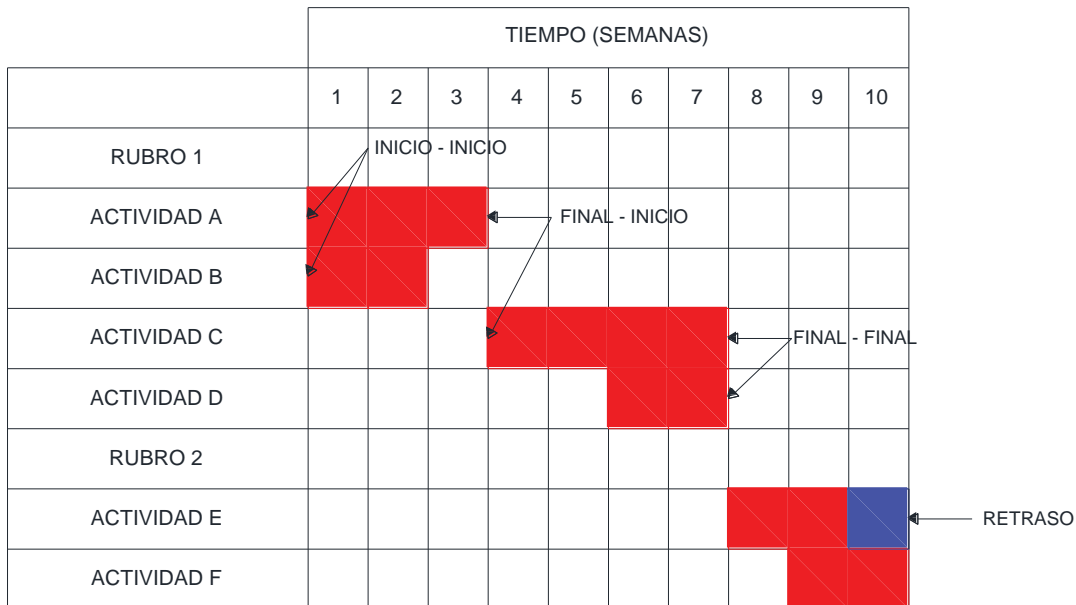 TIEMPO (SEMANAS)
1 2 3 4 5 6 7 8 9 10
RUBRO 1
INICIO - INICIO
ACTIVIDAD A
FINAL - INICIO
ACTIVIDAD B
ACTIVIDAD C
FINAL - FINAL
ACTIVIDAD D
RUBRO 2
ACTIVIDAD E
RETRASO
ACTIVIDAD F